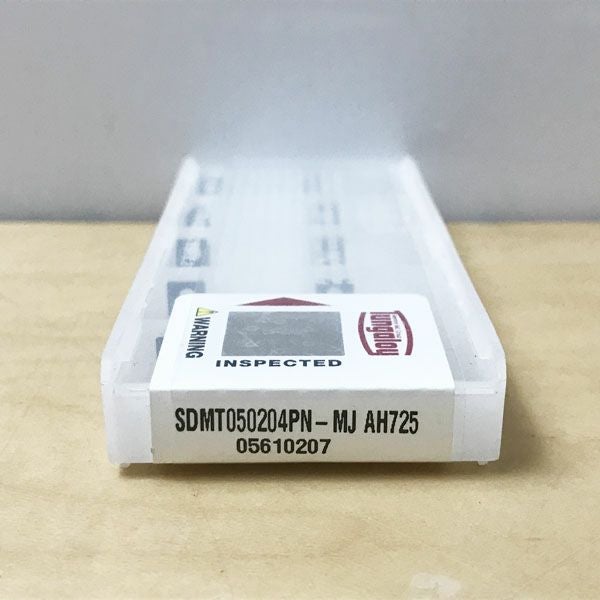 WARNING
INSPECTED
Tungaloy
SDMT050204PN-MJ AH725
05610207